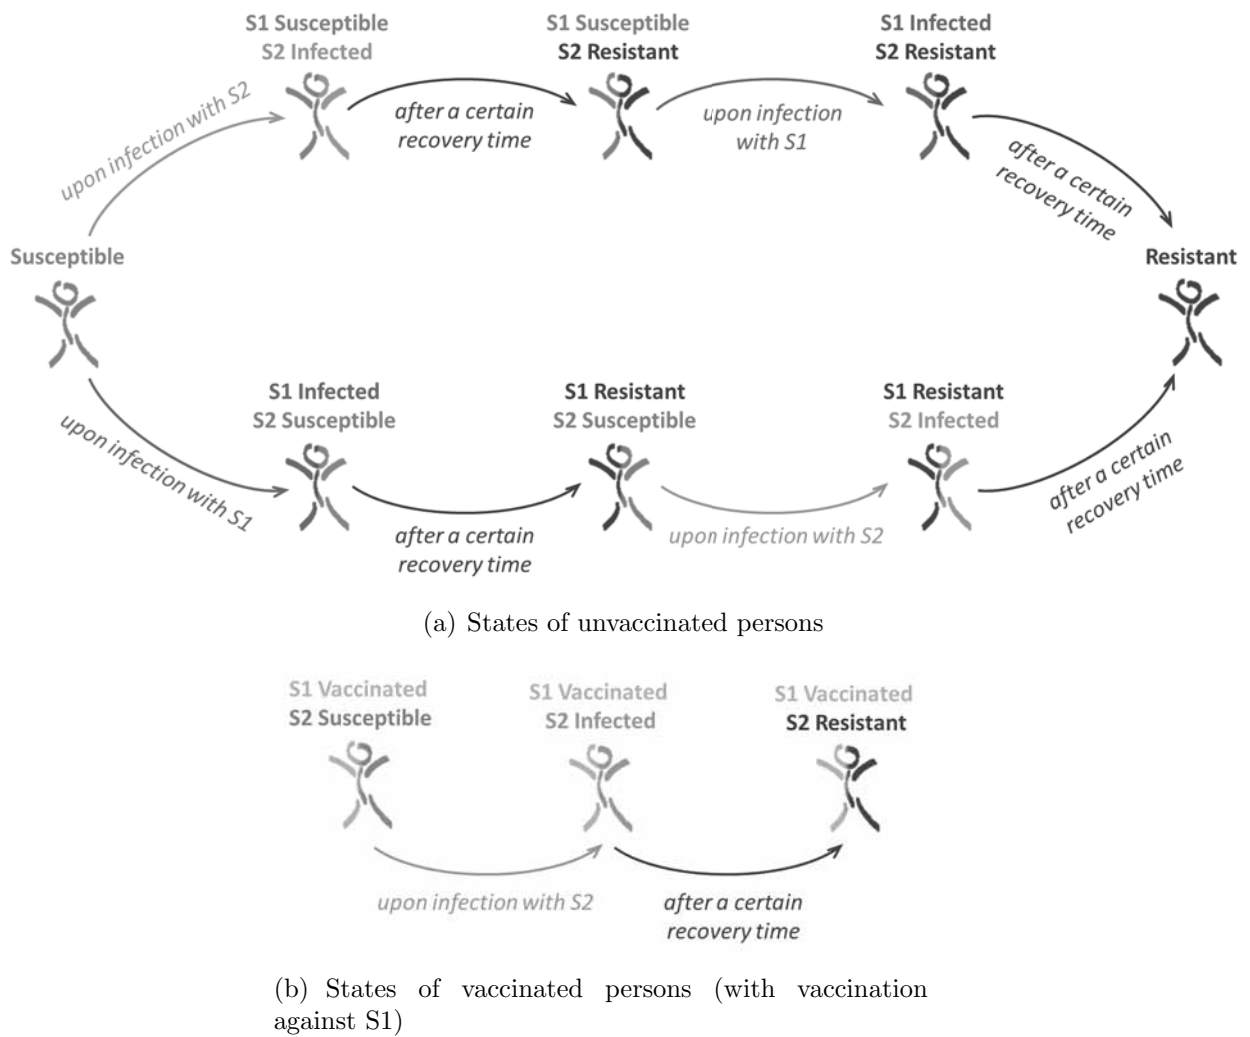 S1 Susceptible
S2 Infected
S1 Susceptible
S2 Resistant
S1 Infected
S2 Resistant
upon infection with S2
after a certain
recovery time
upon infection
with S1
after a certain
recovery time
Susceptible
Resistant
S1 Infected
S2 Susceptible
S1 Resistant
S2 Susceptible
S1 Resistant
S2 Infected
upon infection with S1
after a certain
recovery time
upon infection with S2
after a certain
recovery time
(a) States of unvaccinated persons
S1 Vaccinated
S2 Susceptible
S1 Vaccinated
S2 Infected
S1 Vaccinated
S2 Resistant
upon infection with S2
after a certain
recovery time
(b) States of vaccinated persons (with vaccination
against S1)